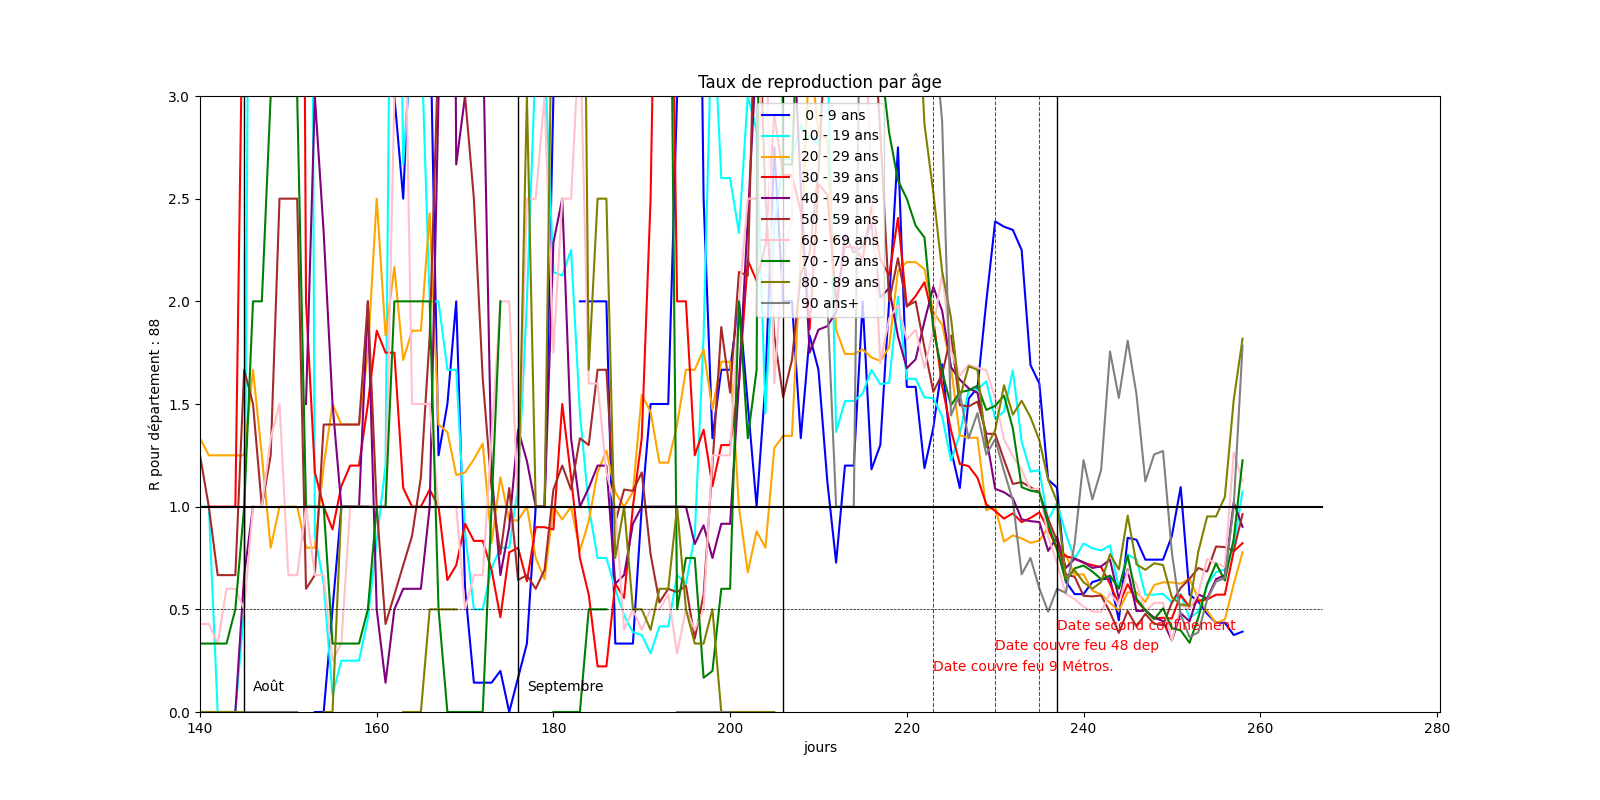 Taux de reproduction par âge
3.0
2.5
2.0
1.5
1.0
0.5
0.0
R pour département : 88
0 - 9 ans
10 - 19 ans
20 - 29 ans
30 - 39 ans
40 - 49 ans
50 - 59 ans
60 - 69 ans
70 - 79 ans
80 - 89 ans
90 ans+
Date second confinement
Date couvre feu 48 dep
Date couvre feu 9 Métros.
Août
Septembre
140 160 180 200 220 240 260 280
jours